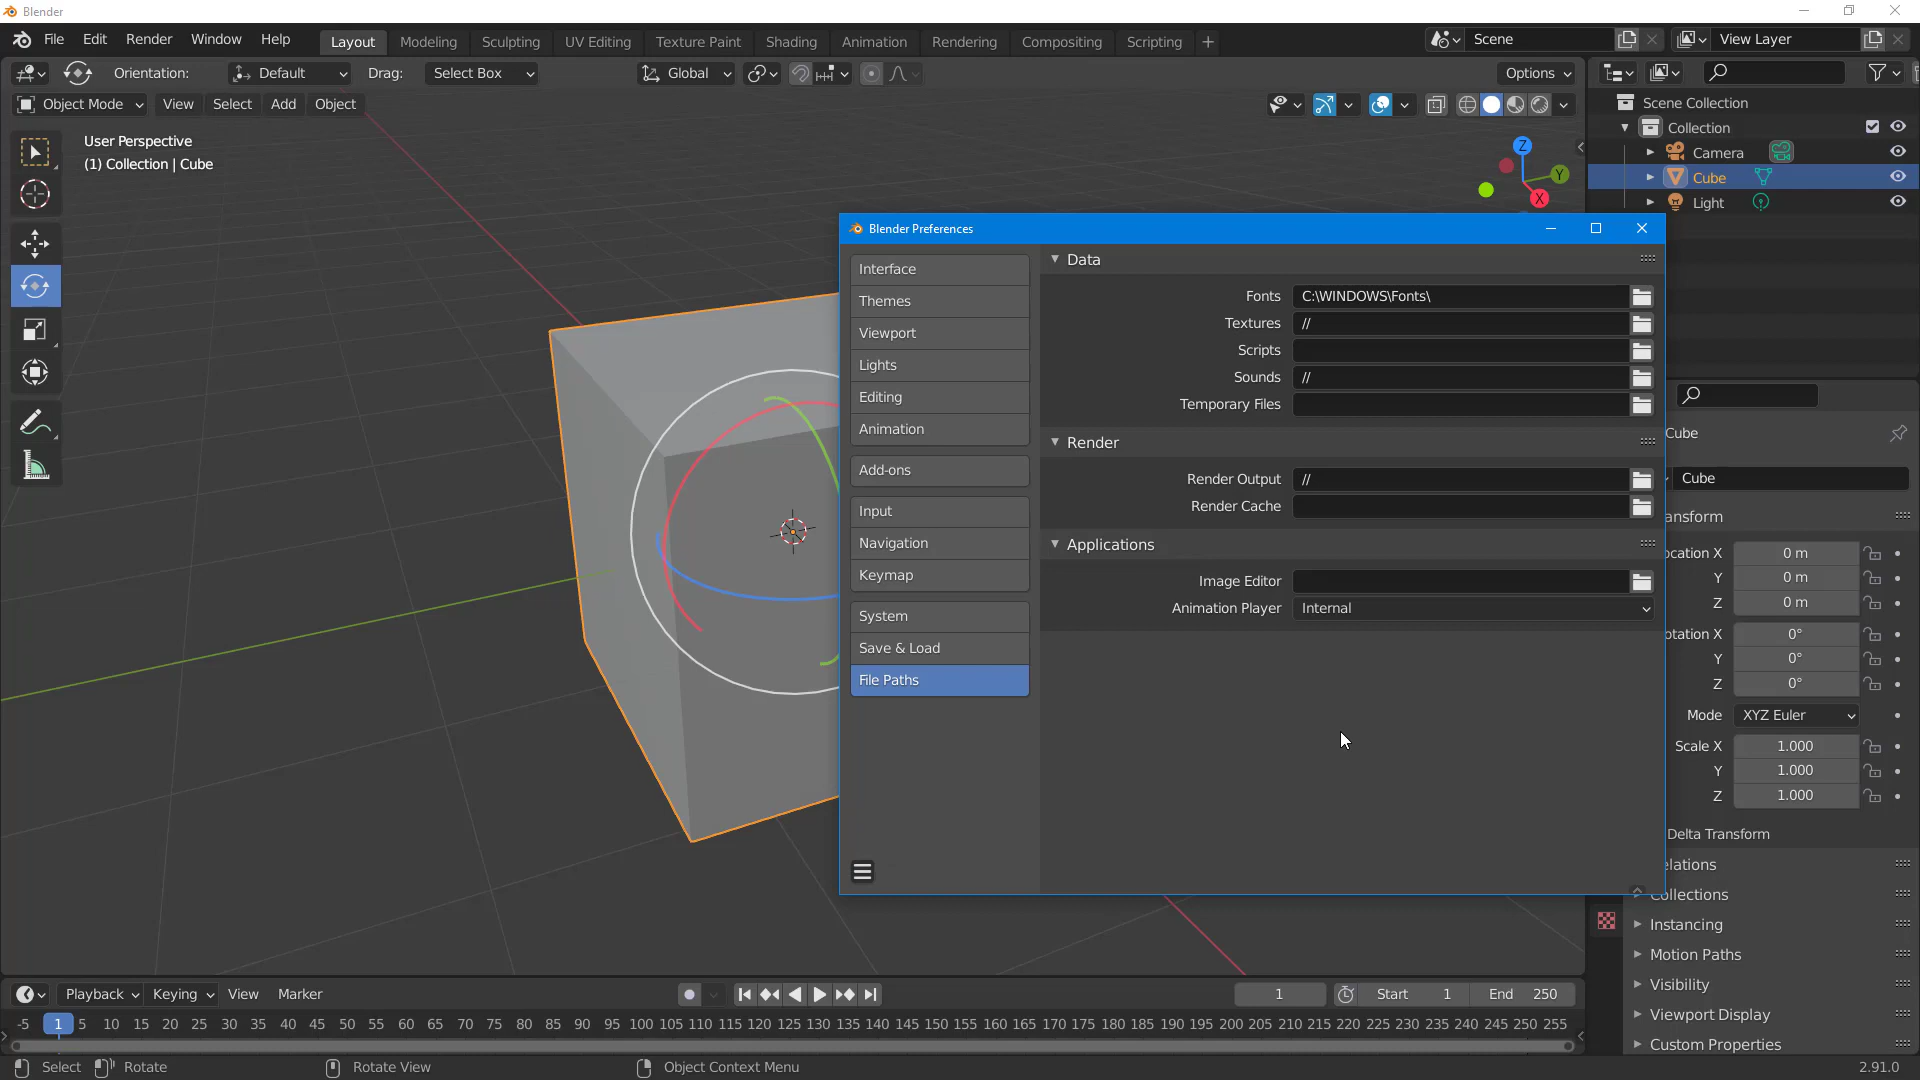 Blender
File Edit Render Window Help Layout Modeling Sculpting UV Editing Texture Paint Shading Animation Rendering Compositing Scripting + Scene View Layer
Orientation: Default Drag: Select Box Global Options
Object Mode View Select Add Object
User Perspective
(1) Collection | Cube
Z
Y
X
Scene Collection
Collection
Camera
Cube
Light
Blender Preferences
Interface
Themes
Viewport
Lights
Editing
Animation
Add-ons
Input
Navigation
Keymap
System
Save & Load
File Paths
Data
Fonts C:\WINDOWS\Fonts\
Textures //
Scripts
Sounds //
Temporary Files
Render
Render Output //
Render Cache
Applications
Image Editor
Animation Player Internal
Cube
Cube
ansform
ocation X 0 m
Y 0 m
Z 0 m
otation X 0°
Y 0°
Z 0°
Mode XYZ Euler
Scale X 1.000
Y 1.000
Z 1.000
Delta Transform
elations
Collections
Instancing
Motion Paths
Visibility
Viewport Display
Custom Properties
Playback Keying View Marker 1 Start 1 End 250
-5 1 5 10 15 20 25 30 35 40 45 50 55 60 65 70 75 80 85 90 95 100 105 110 115 120 125 130 135 140 145 150 155 160 165 170 175 180 185 190 195 200 205 210 215 220 225 230 235 240 245 250 255
Select Rotate Rotate View Object Context Menu 2.91.0